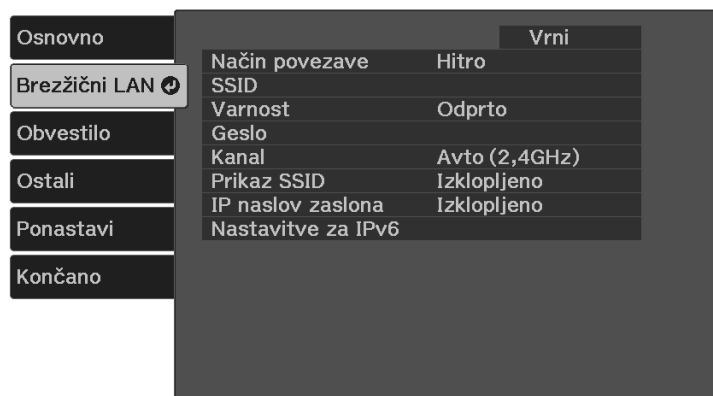 Osnovno
Brezžični LAN
Obvestilo
Ostali
Ponastavi
Končano
Vrni
Način povezave Hitro
SSID
Varnost Odprto
Geslo
Kanal Avto (2,4GHz)
Prikaz SSID Izklopljeno
IP naslov zaslona Izklopljeno
Nastavitve za IPv6